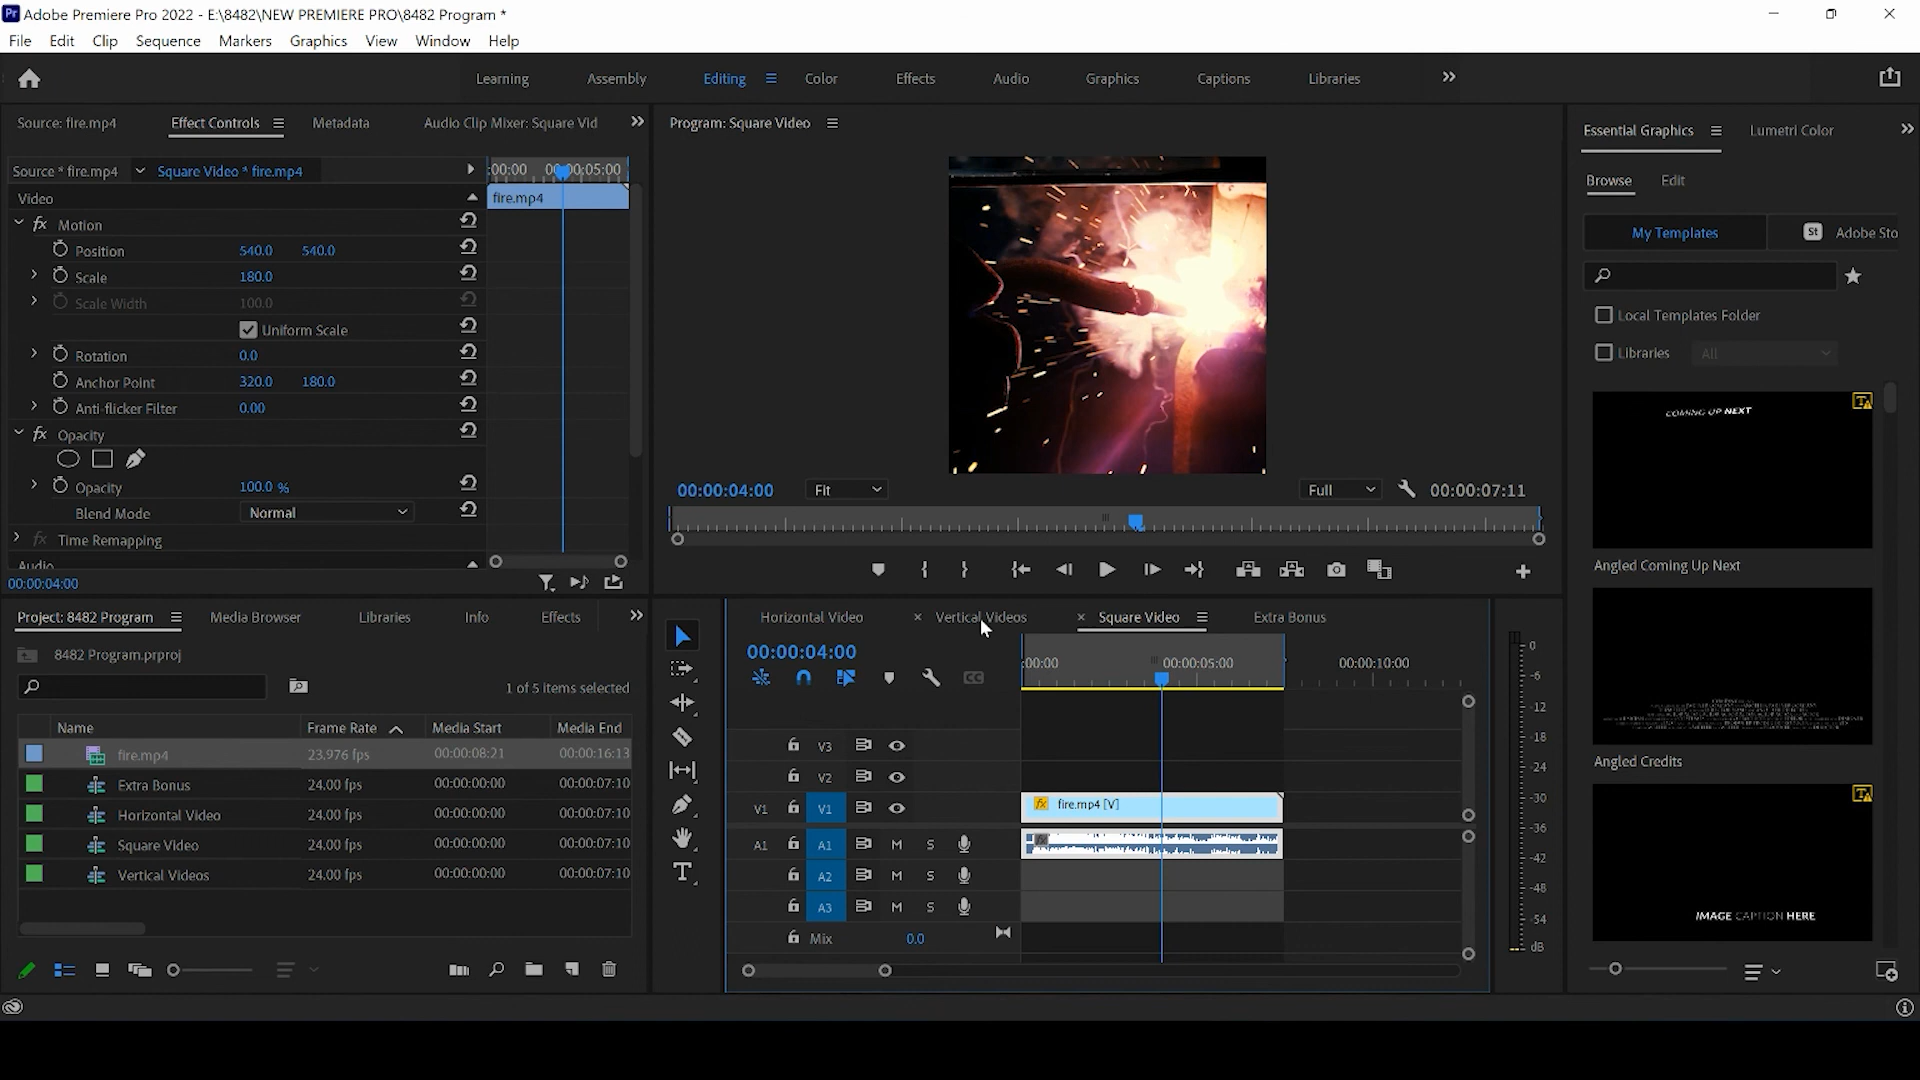 Adobe Premiere Pro 2022 - E:\8482\NEW PREMIERE PRO\8482 Program *
File Edit Clip Sequence Markers Graphics View Window Help
Learning Assembly Editing Color Effects Audio Graphics Captions Libraries
Source: fire.mp4 Effect Controls Metadata Audio Clip Mixer: Square Vid
Source * fire.mp4 Square Video * fire.mp4
:00:00 00:00:05:00
Video
fire.mp4
Motion
Position 540.0 540.0
Scale 180.0
Scale Width 100.0
Uniform Scale
Rotation 0.0
Anchor Point 320.0 180.0
Anti-flicker Filter 0.00
Opacity
Opacity 100.0 %
Blend Mode Normal
Time Remapping
Audio
00:00:04:00
Program: Square Video
00:00:04:00 Fit Full 00:00:07:11
Essential Graphics Lumetri Color
Browse Edit
My Templates St Adobe Sto
Local Templates Folder
Libraries All
COMING UP NEXT
Angled Coming Up Next
Angled Credits
IMAGE CAPTION HERE
Project: 8482 Program Media Browser Libraries Info Effects
8482 Program.prproj
1 of 5 items selected
Name Frame Rate Media Start Media End
fire.mp4 23.976 fps 00:00:08:21 00:00:16:13
Extra Bonus 24.00 fps 00:00:00:00 00:00:07:10
Horizontal Video 24.00 fps 00:00:00:00 00:00:07:10
Square Video 24.00 fps 00:00:00:00 00:00:07:10
Vertical Videos 24.00 fps 00:00:00:00 00:00:07:10
Horizontal Video Vertical Videos Square Video Extra Bonus
00:00:04:00
:00:00 00:00:05:00 00:00:10:00
V3
V2
V1 V1 fire.mp4 [V]
A1 A1 M S
A2 M S
A3 M S
Mix 0.0
0
-6
-12
-18
-24
-30
-36
-42
-48
-54
dB